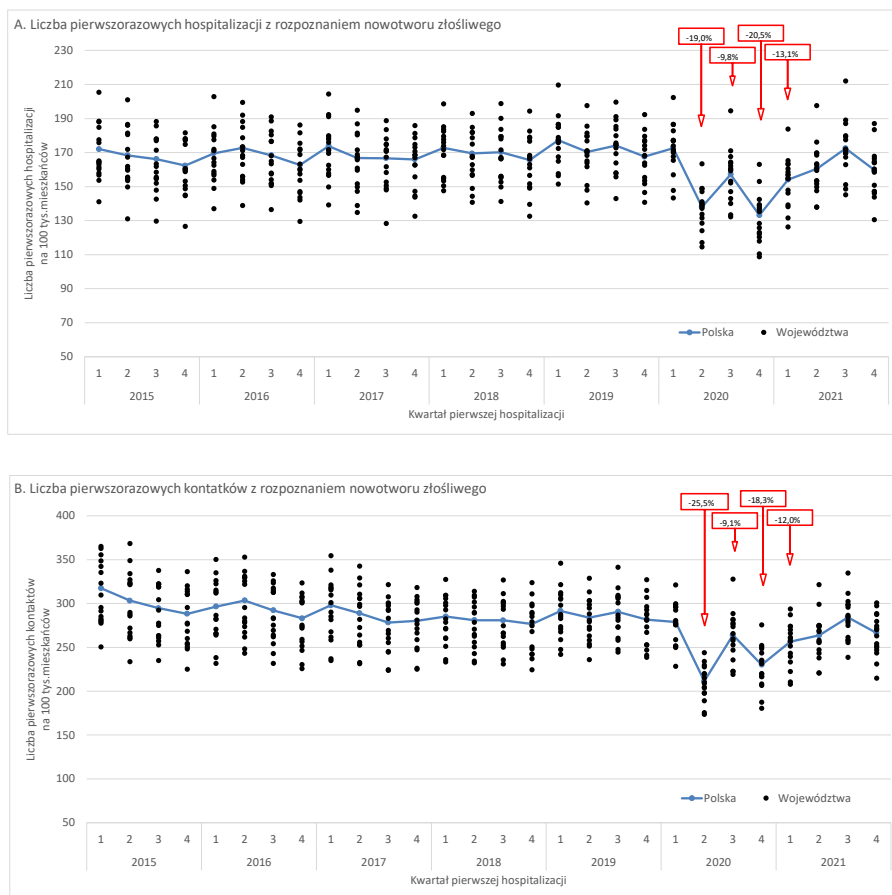 A. Liczba pierwszorazowych hospitalizacji z rozpoznaniem nowotworu złośliwego
-19,0%
-9,8%
-20,5%
-13,1%
230
210
190
170
150
130
110
90
70
50
Liczba pierwszorazowych hospitalizacji
na 100 tys.mieszkańców
Polska
Województwa
1 2 3 4 1 2 3 4 1 2 3 4 1 2 3 4 1 2 3 4 1 2 3 4 1 2 3 4
2015 2016 2017 2018 2019 2020 2021
Kwartał pierwszej hospitalizacji
B. Liczba pierwszorazowych kontatków z rozpoznaniem nowotworu złośliwego
-25,5%
-9,1%
-18,3%
-12,0%
400
350
300
250
200
150
100
50
Liczba pierwszorazowych kontaktów
na 100 tys.mieszkańców
Polska
Województwa
1 2 3 4 1 2 3 4 1 2 3 4 1 2 3 4 1 2 3 4 1 2 3 4 1 2 3 4
2015 2016 2017 2018 2019 2020 2021
Kwartał pierwszej hospitalizacji